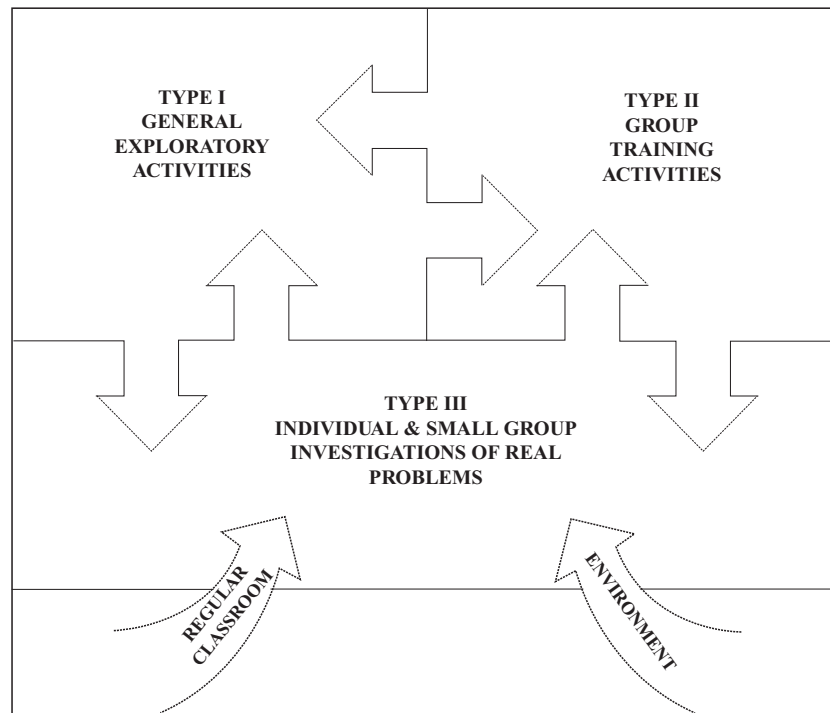 TYPE I
GENERAL
EXPLORATORY
ACTIVITIES
TYPE II
GROUP
TRAINING
ACTIVITIES
TYPE III
INDIVIDUAL & SMALL GROUP
INVESTIGATIONS OF REAL
PROBLEMS
REGULAR
CLASSROOM
ENVIRONMENT